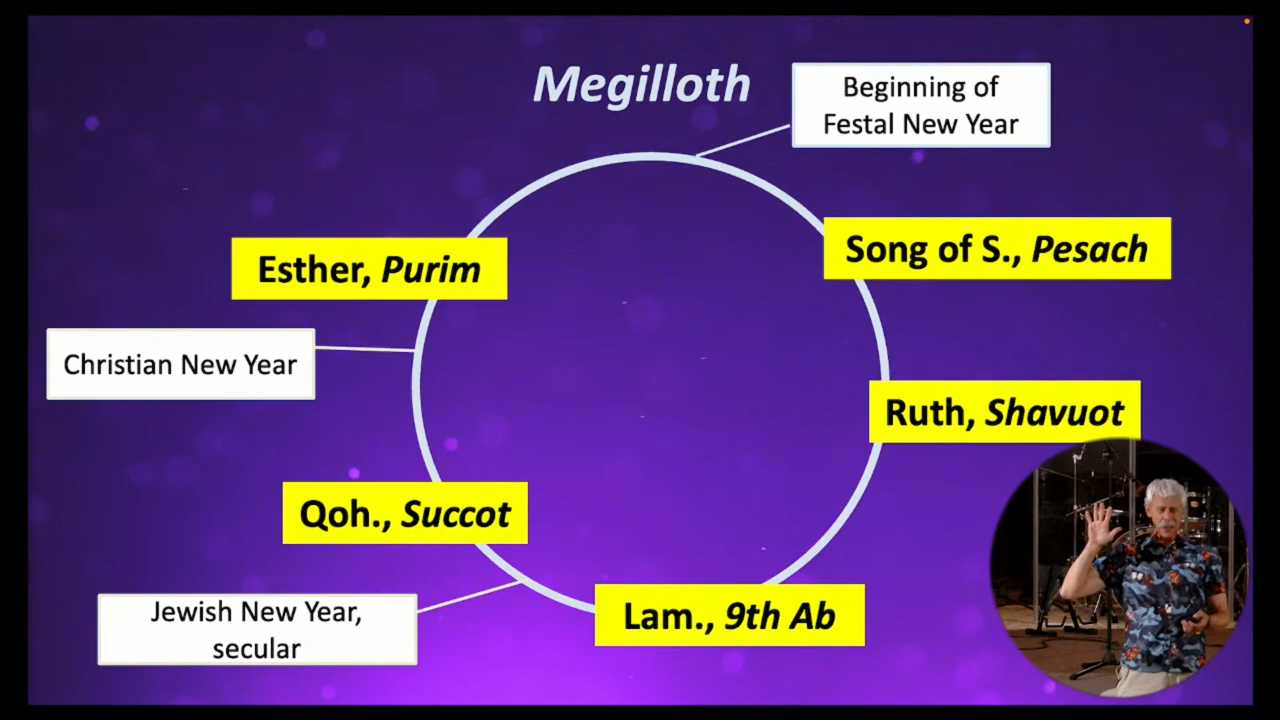 Megilloth
Beginning of
Festal New Year
Song of S., Pesach
Esther, Purim
Christian New Year
Ruth, Shavuot
Qoh., Succot
Lam., 9th Ab
Jewish New Year,
secular